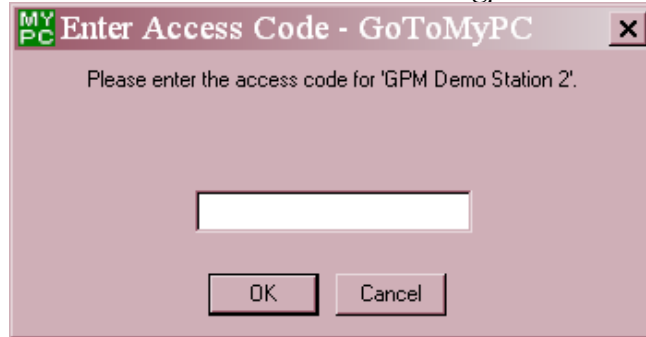 MY
PC
Enter Access Code - GoToMyPC
Please enter the access code for 'GPM Demo Station 2'.
OK
Cancel